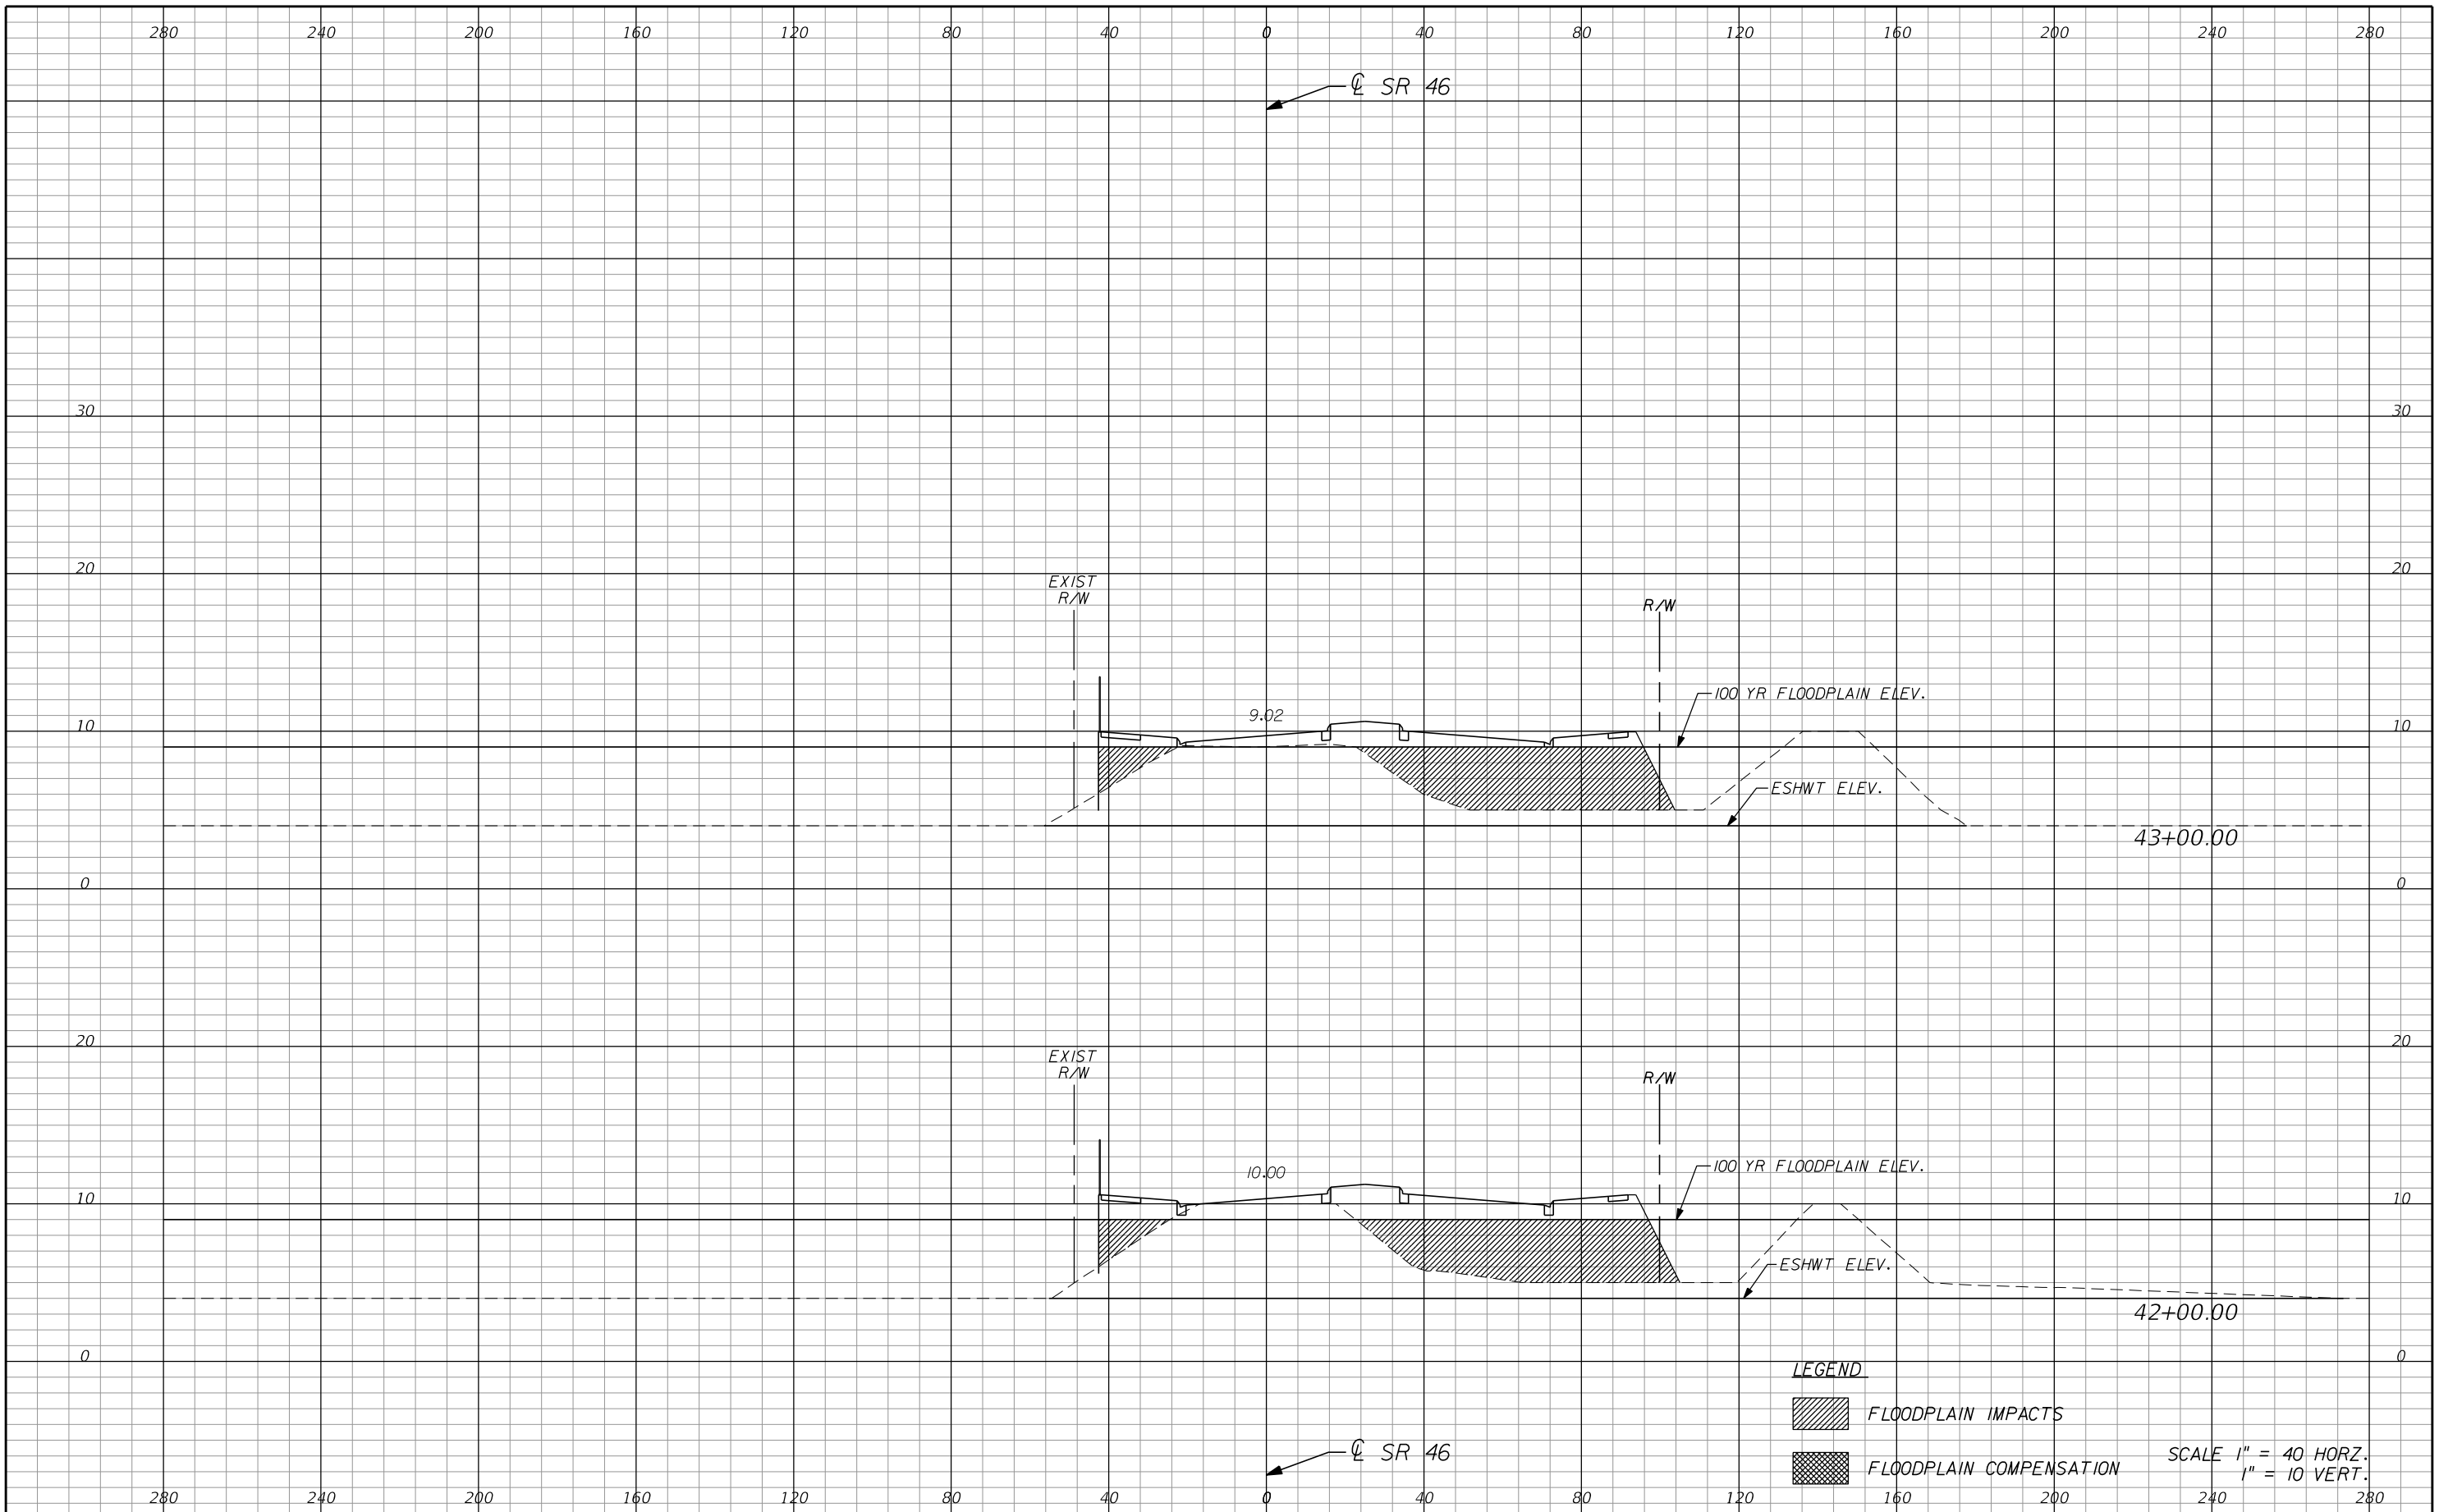 280 240 200 160 120 80 40 0 40 80 120 160 200 240 280
℄ SR 46
30 30
20 20
EXIST
R/W
R/W
100 YR FLOODPLAIN ELEV.
9.02
10 10
ESHWT ELEV.
43+00.00
0 0
20 20
EXIST
R/W
R/W
100 YR FLOODPLAIN ELEV.
10.00
10 10
ESHWT ELEV.
42+00.00
0 0
LEGEND
FLOODPLAIN IMPACTS
℄ SR 46
FLOODPLAIN COMPENSATION
SCALE 1" = 40 HORZ.
1" = 10 VERT.
280 240 200 160 120 80 40 0 40 80 120 160 200 240 280